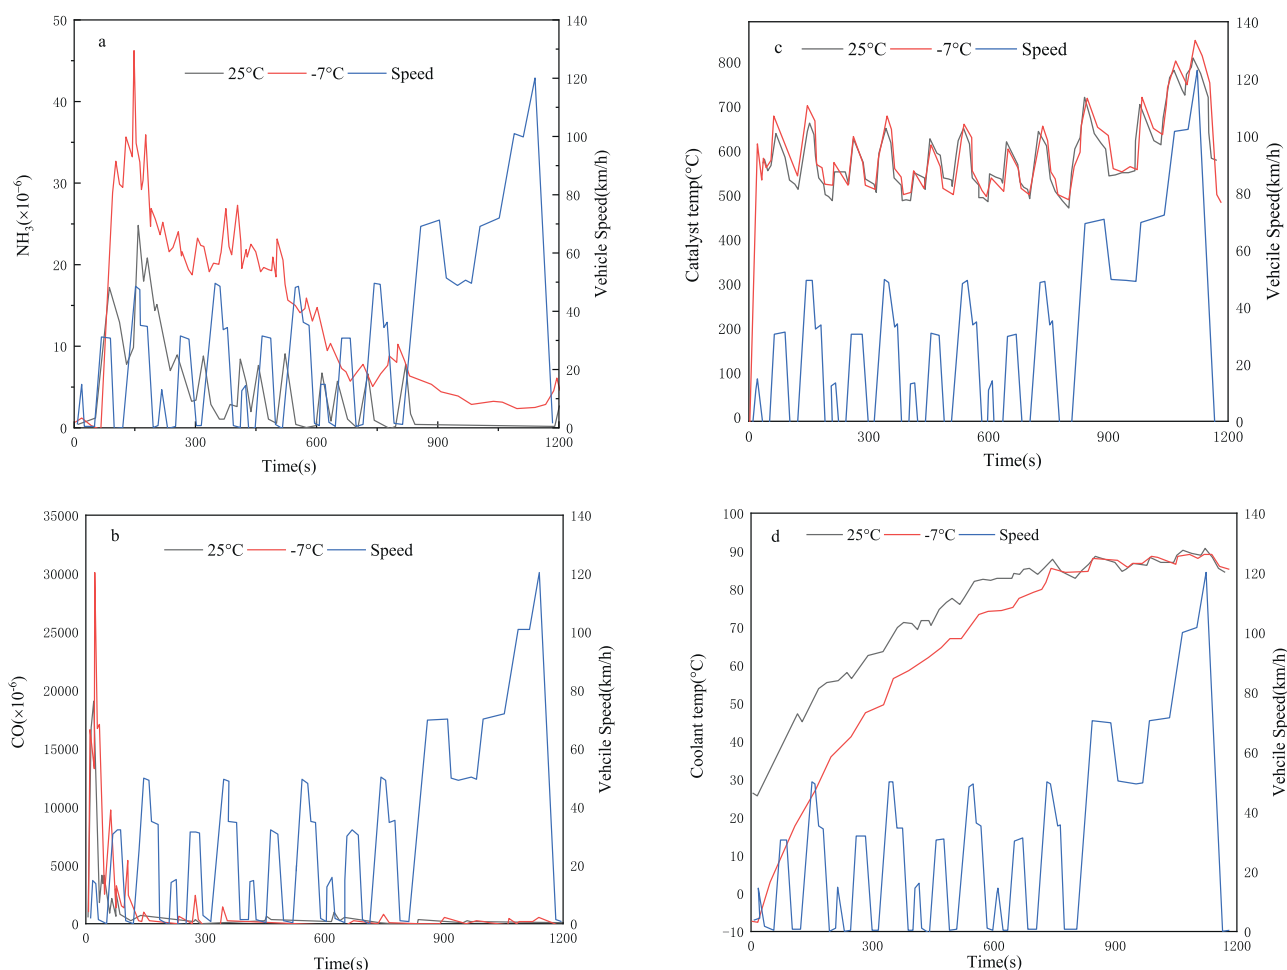 a
25°C -7°C Speed
NH₃(×10⁻⁶)
50
40
30
20
10
0
140
120
100
80
60
40
20
0
Vehicle Speed(km/h)
0 300 600 900 1200
Time(s)
c
25°C -7°C Speed
Catalyst temp(°C)
800
700
600
500
400
300
200
100
0
140
120
100
80
60
40
20
0
Vehcile Speed(km/h)
0 300 600 900 1200
Time(s)
b
25°C -7°C Speed
CO(×10⁻⁶)
35000
30000
25000
20000
15000
10000
5000
0
140
120
100
80
60
40
20
0
Vehcile Speed(km/h)
0 300 600 900 1200
Time(s)
d
25°C -7°C Speed
Coolant temp(°C)
100
90
80
70
60
50
40
30
20
10
0
-10
140
120
100
80
60
40
20
0
Vehcile Speed(km/h)
0 300 600 900 1200
Time(s)